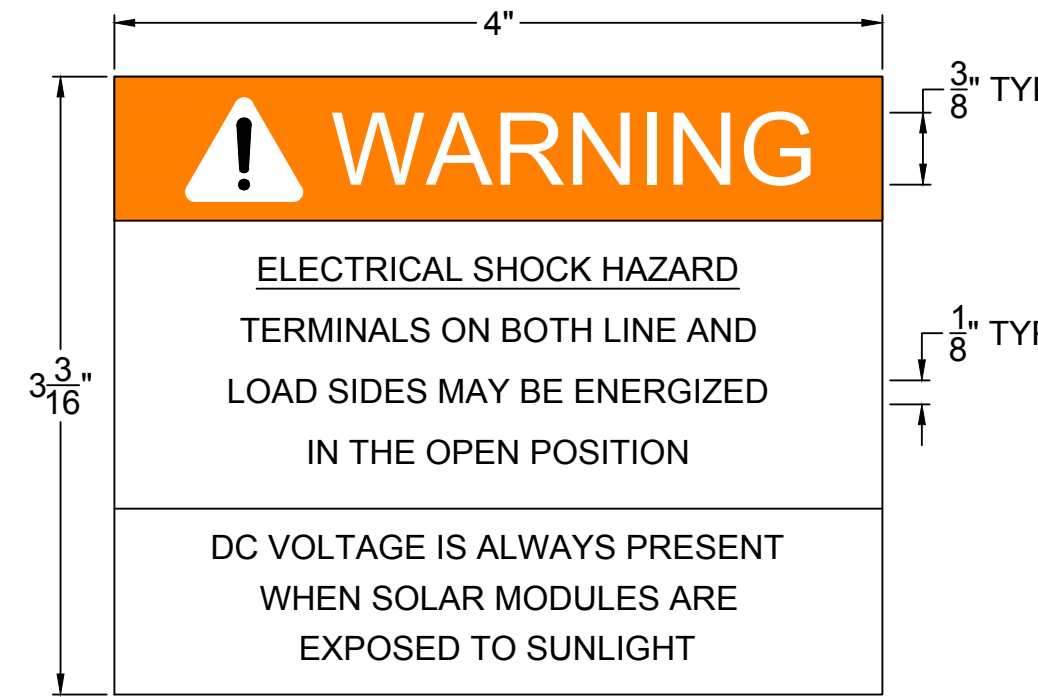 4"
3/8" TYP
WARNING
ELECTRICAL SHOCK HAZARD
TERMINALS ON BOTH LINE AND
1/8" TYP
LOAD SIDES MAY BE ENERGIZED
3 3/16"
IN THE OPEN POSITION
DC VOLTAGE IS ALWAYS PRESENT
WHEN SOLAR MODULES ARE
EXPOSED TO SUNLIGHT